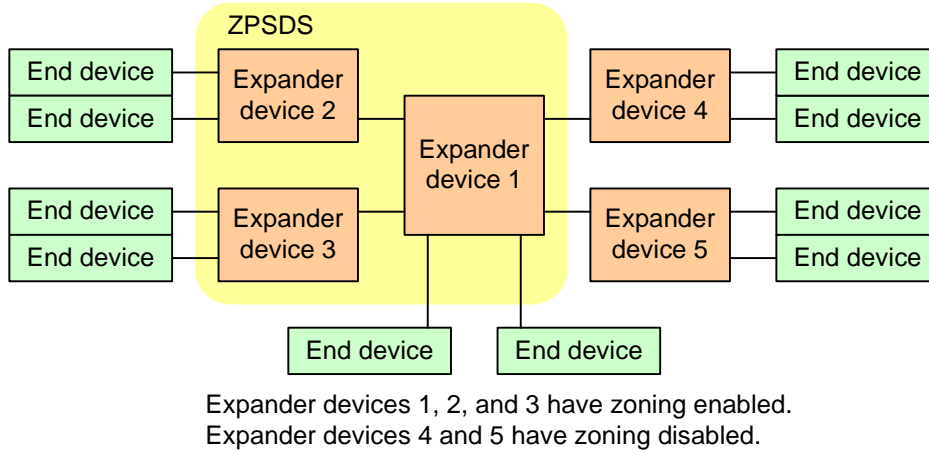 ZPSDS
End device
End device
Expander
device 2
Expander
device 1
Expander
device 4
End device
End device
End device
End device
Expander
device 3
Expander
device 5
End device
End device
End device
End device
Expander devices 1, 2, and 3 have zoning enabled.
Expander devices 4 and 5 have zoning disabled.